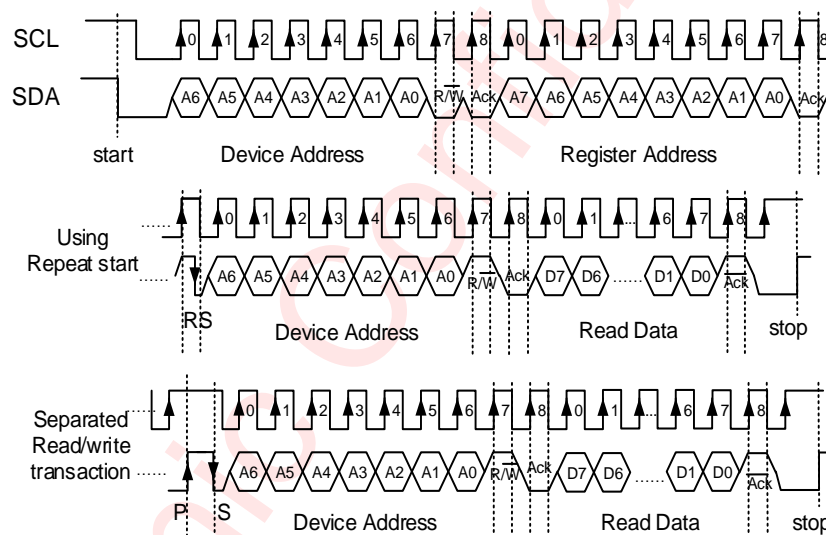 SCL 0 1 2 3 4 5 6 7 8 0 1 2 3 4 5 6 7 8
SDA A6 A5 A4 A3 A2 A1 A0 R/W Ack A7 A6 A5 A4 A3 A2 A1 A0 Ack
start Device Address Register Address
0 1 2 3 4 5 6 7 8 0 1 ... 6 7 8
Using
Repeat start
A6 A5 A4 A3 A2 A1 A0 R/W Ack D7 D6 ...... D1 D0 Ack
RS Device Address Read Data stop
0 1 2 3 4 5 6 7 8 0 1 ... 6 7 8
Separated
Read/write
transaction
A6 A5 A4 A3 A2 A1 A0 R/W Ack D7 D6 ...... D1 D0 Ack
P S Device Address Read Data stop